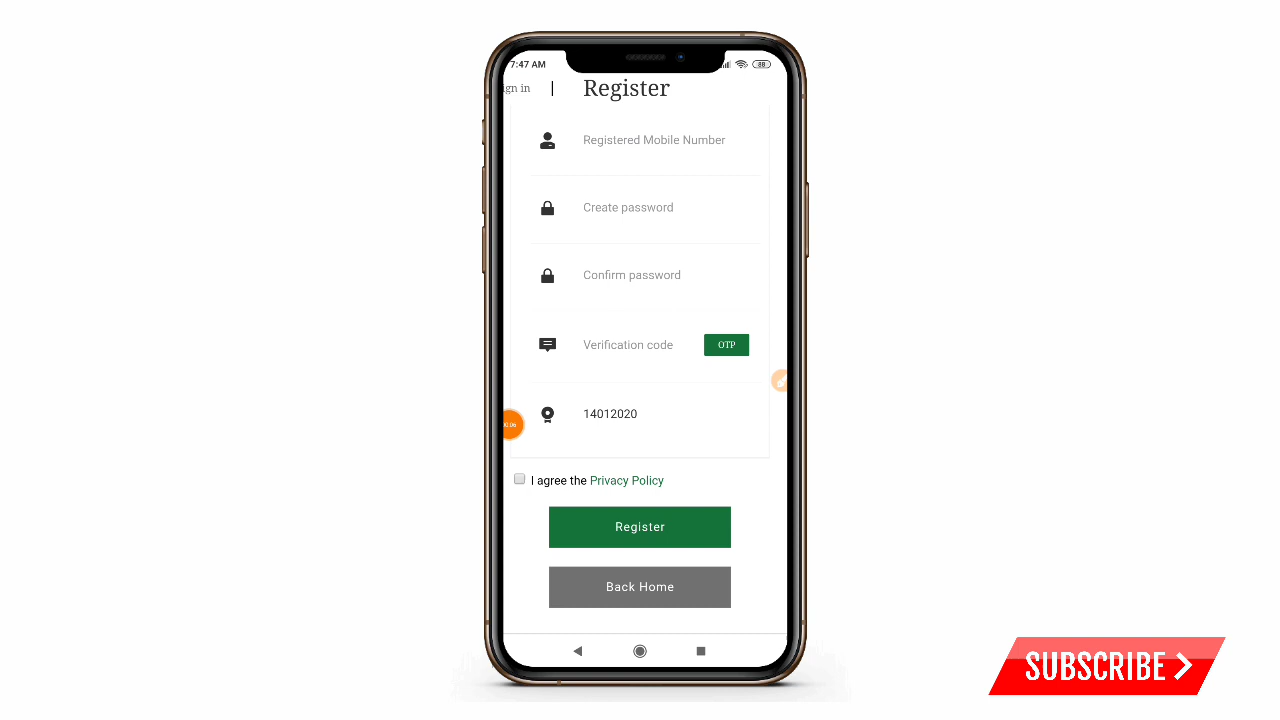 7:47 AM
88
ign in | Register
Registered Mobile Number
Create password
Confirm password
Verification code OTP
14012020
I agree the Privacy Policy
Register
Back Home
SUBSCRIBE